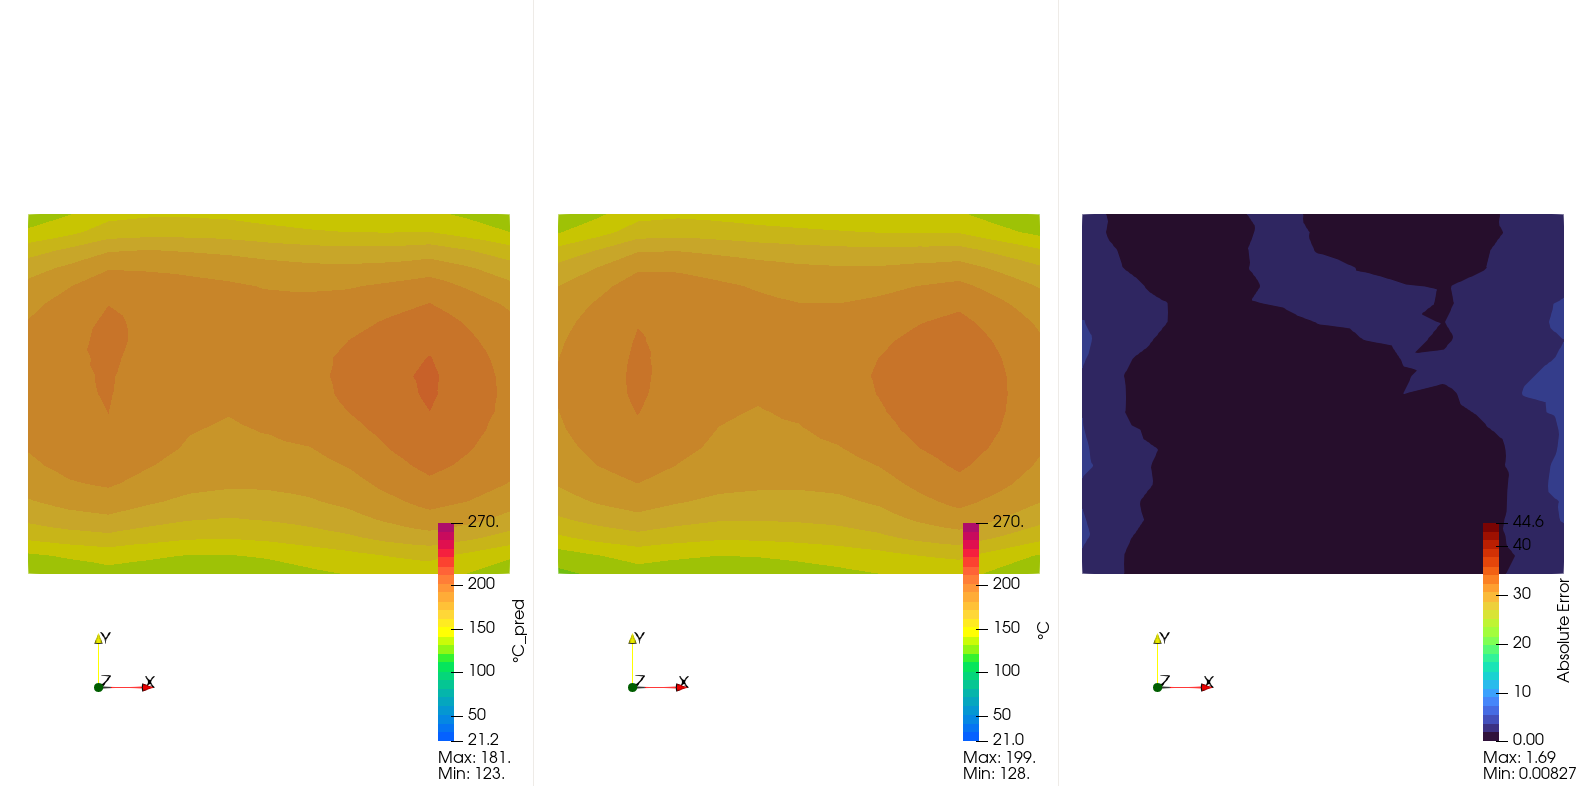 270.
200
150
100
50
21.2
°C_pred
Max: 181.
Min: 123.
Y
Z
X
270.
200
150
100
50
21.0
°C
Max: 199.
Min: 128.
Y
Z
X
44.6
40
30
20
10
0.00
Absolute Error
Max: 1.69
Min: 0.00827
Y
Z
X